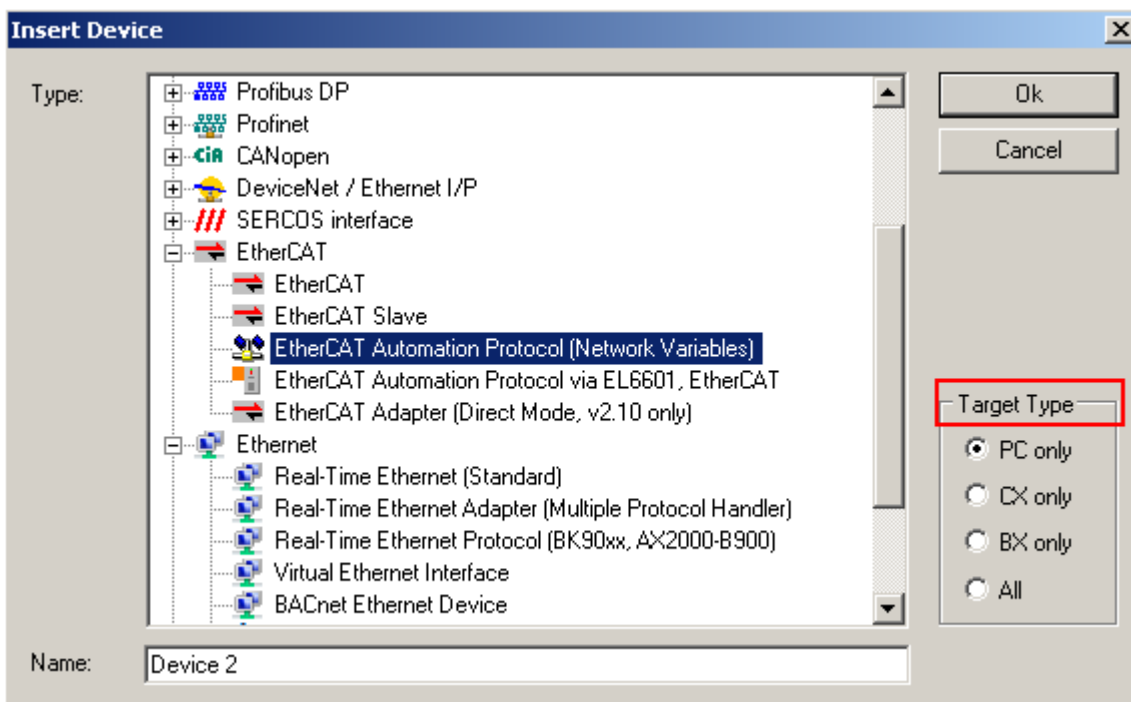 Insert Device
Type:
Profibus DP
Profinet
CiA CANopen
DeviceNet / Ethernet I/P
SERCOS interface
EtherCAT
EtherCAT
EtherCAT Slave
EtherCAT Automation Protocol (Network Variables)
EtherCAT Automation Protocol via EL6601, EtherCAT
EtherCAT Adapter (Direct Mode, v2.10 only)
Ethernet
Real-Time Ethernet (Standard)
Real-Time Ethernet Adapter (Multiple Protocol Handler)
Real-Time Ethernet Protocol (BK90xx, AX2000-B900)
Virtual Ethernet Interface
BACnet Ethernet Device
Ok
Cancel
Target Type
PC only
CX only
BX only
All
Name:
Device 2